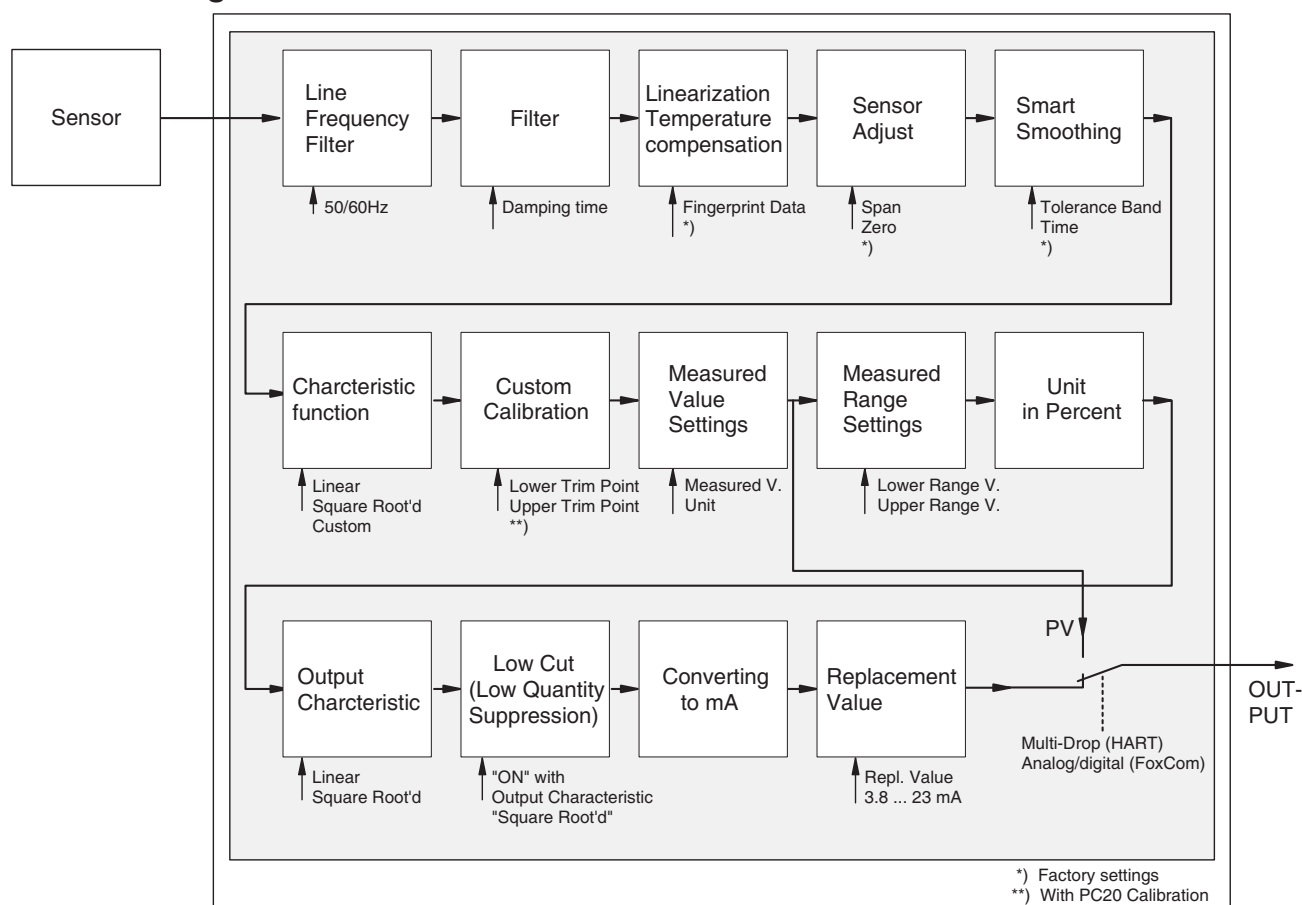 Sensor
Line
Frequency
Filter
Filter
Linearization
Temperature
compensation
Sensor
Adjust
Smart
Smoothing
50/60Hz
Damping time
Fingerprint Data
*)
Span
Zero
*)
Tolerance Band
Time
*)
Charcteristic
function
Custom
Calibration
Measured
Value
Settings
Measured
Range
Settings
Unit
in Percent
Linear
Square Root'd
Custom
Lower Trim Point
Upper Trim Point
**)
Measured V.
Unit
Lower Range V.
Upper Range V.
PV
Output
Charcteristic
Low Cut
(Low Quantity
Suppression)
Converting
to mA
Replacement
Value
OUT-
PUT
Linear
Square Root'd
"ON" with
Output Characteristic
"Square Root'd"
Repl. Value
3.8 ... 23 mA
Multi-Drop (HART)
Analog/digital (FoxCom)
*) Factory settings
**) With PC20 Calibration